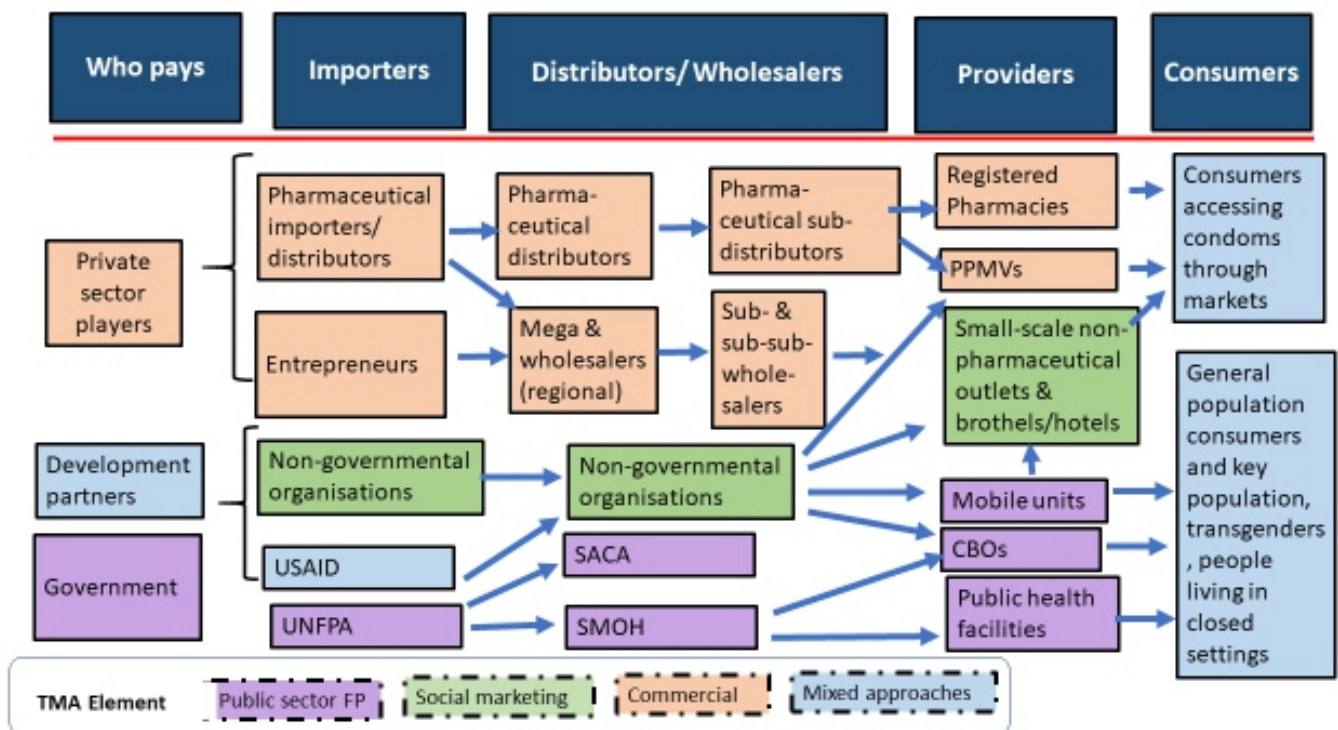 Who pays
Importers
Distributors/ Wholesalers
Providers
Consumers
Private
sector
players
Pharmaceutical
importers/
distributors
Pharma-
ceutical
distributors
Pharma-
ceutical sub-
distributors
Registered
Pharmacies
Consumers
accessing
condoms
through
markets
PPMVs
Entrepreneurs
Mega &
wholesalers
(regional)
Sub- &
sub-sub-
whole-
salers
Small-scale non-
pharmaceutical
outlets &
brothels/hotels
Development
partners
Non-governmental
organisations
Non-governmental
organisations
Mobile units
General
population
consumers
and key
population,
transgenders
, people
living in
closed
settings
Government
USAID
SACA
CBOs
UNFPA
SMOH
Public health
facilities
TMA Element
Public sector FP
Social marketing
Commercial
Mixed approaches